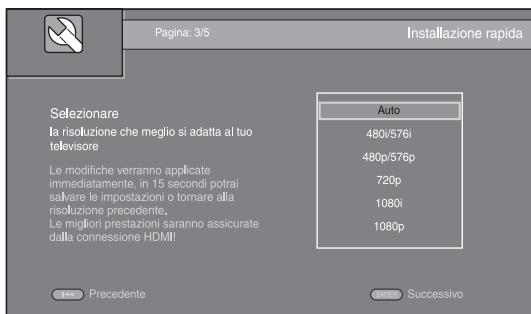 Pagina: 3/5
Installazione rapida
Selezionare
la risoluzione che meglio si adatta al tuo
televisore
Le modifiche verranno applicate
immediatamente, in 15 secondi potrai
salvare le impostazioni o tornare alla
risoluzione precedente.
Le migliori prestazioni saranno assicurate
dalla connessione HDMI!
Auto
480i/576i
480p/576p
720p
1080i
1080p
Precedente
ENTER Successivo